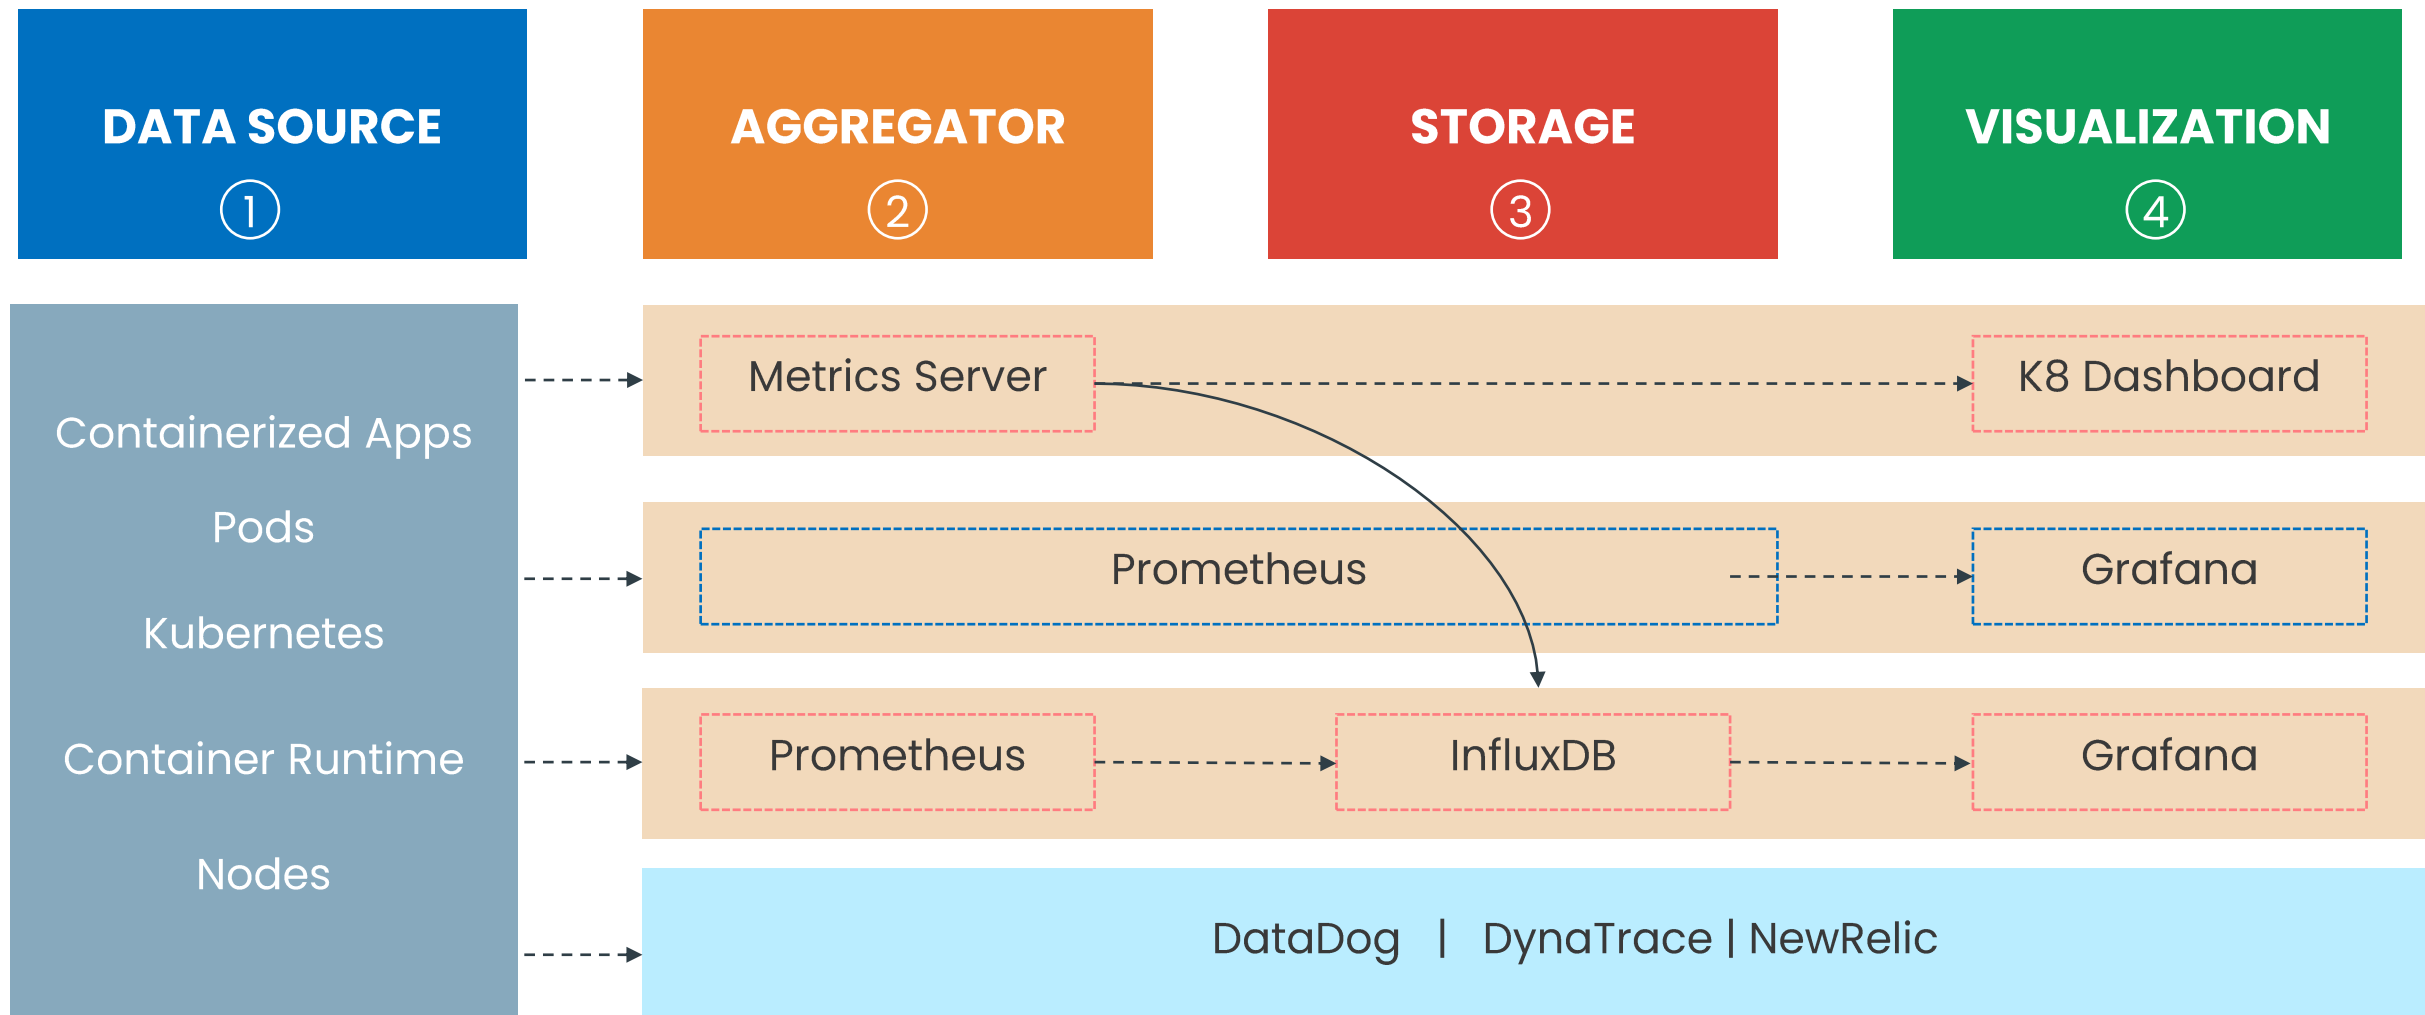 DATA SOURCE
1
AGGREGATOR
2
STORAGE
3
VISUALIZATION
4
Containerized Apps
Pods
Kubernetes
Container Runtime
Nodes
Metrics Server
K8 Dashboard
Prometheus
Grafana
Prometheus
InfluxDB
Grafana
DataDog | DynaTrace | NewRelic